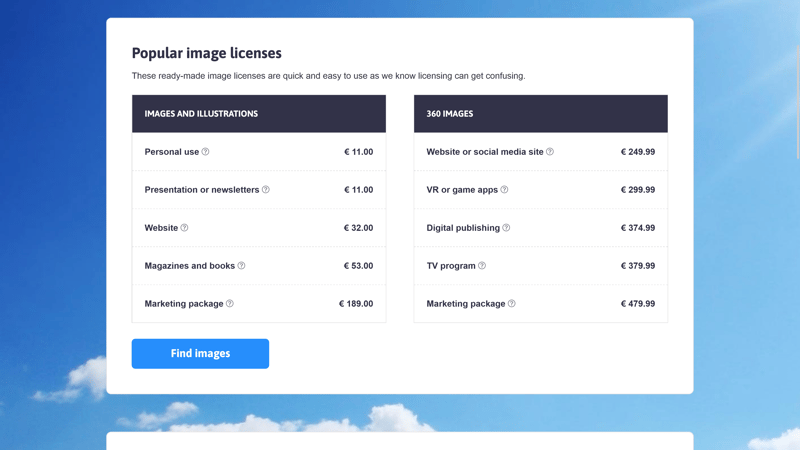 Popular image licenses
These ready-made image licenses are quick and easy to use as we know licensing can get confusing.
IMAGES AND ILLUSTRATIONS
Personal use € 11.00
Presentation or newsletters € 11.00
Website € 32.00
Magazines and books € 53.00
Marketing package € 189.00
360 IMAGES
Website or social media site € 249.99
VR or game apps € 299.99
Digital publishing € 374.99
TV program € 379.99
Marketing package € 479.99
Find images